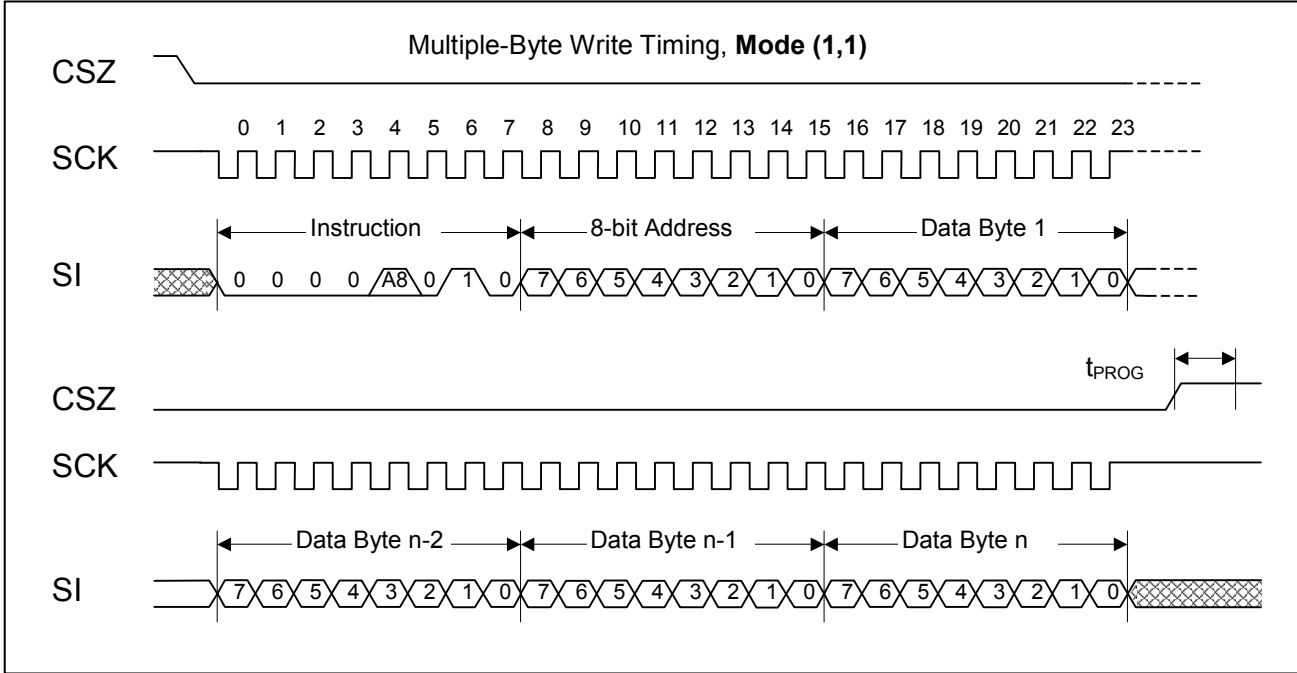 Multiple-Byte Write Timing, Mode (1,1)
CSZ
0 1 2 3 4 5 6 7 8 9 10 11 12 13 14 15 16 17 18 19 20 21 22 23
SCK
Instruction 8-bit Address Data Byte 1
SI 0 0 0 0 A8 0 1 0 7 6 5 4 3 2 1 0 7 6 5 4 3 2 1 0
tPROG
CSZ
SCK
Data Byte n-2 Data Byte n-1 Data Byte n
SI 7 6 5 4 3 2 1 0 7 6 5 4 3 2 1 0 7 6 5 4 3 2 1 0